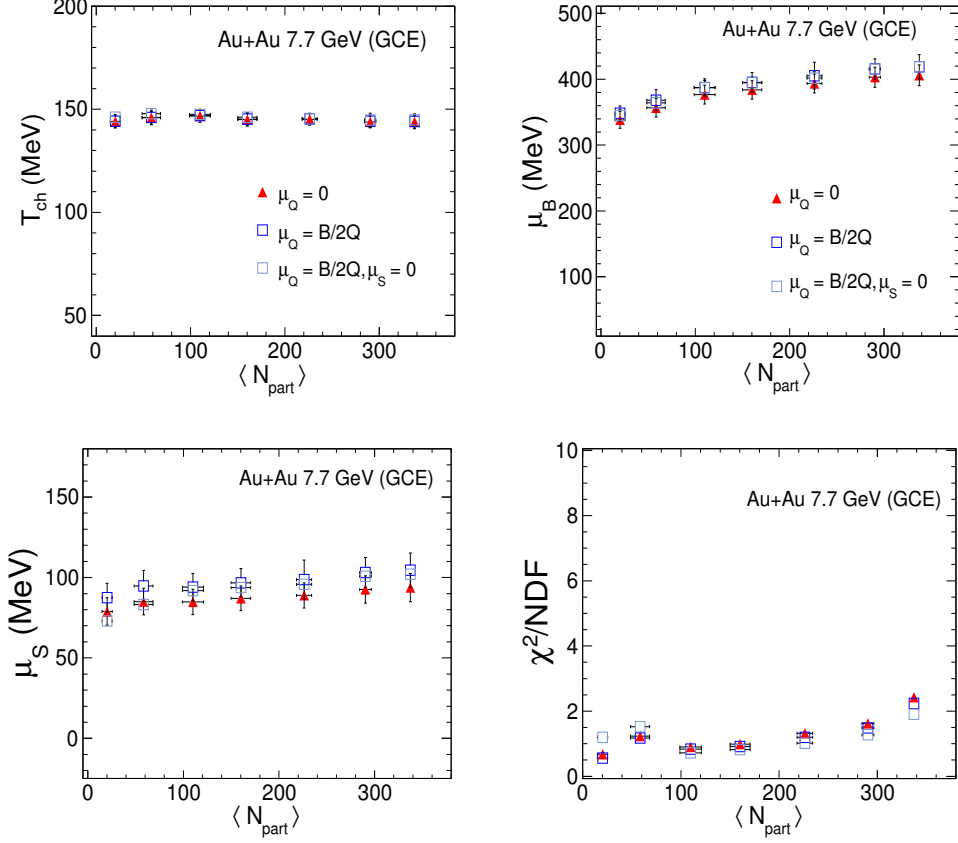 200
150
100
50
T_ch (MeV)
Au+Au 7.7 GeV (GCE)
μ_Q = 0
μ_Q = B/2Q
μ_Q = B/2Q, μ_S = 0
0 100 200 300
⟨ N_part ⟩
500
400
300
200
100
μ_B (MeV)
Au+Au 7.7 GeV (GCE)
μ_Q = 0
μ_Q = B/2Q
μ_Q = B/2Q, μ_S = 0
0 100 200 300
⟨ N_part ⟩
150
100
50
0
μ_S (MeV)
Au+Au 7.7 GeV (GCE)
0 100 200 300
⟨ N_part ⟩
10
8
6
4
2
0
χ²/NDF
Au+Au 7.7 GeV (GCE)
0 100 200 300
⟨ N_part ⟩